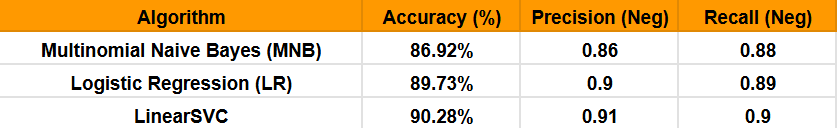 Algorithm Accuracy (%) Precision (Neg) Recall (Neg)
Multinomial Naive Bayes (MNB) 86.92% 0.86 0.88
Logistic Regression (LR) 89.73% 0.9 0.89
LinearSVC 90.28% 0.91 0.9